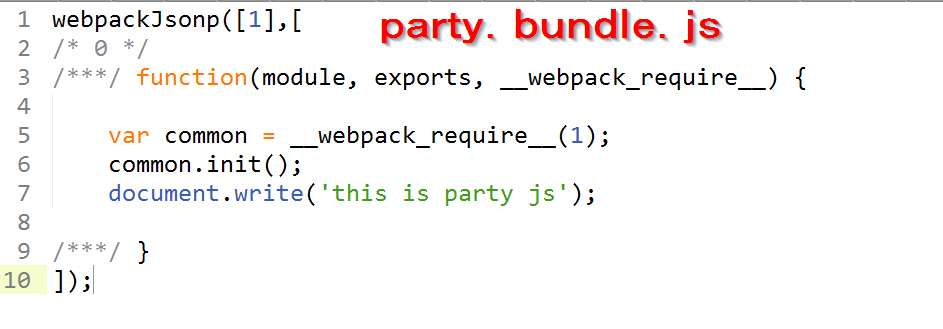 party. bundle. js
1 webpackJsonp([1],[
2 /* 0 */
3 /***/ function(module, exports, __webpack_require__) {
4
5     var common = __webpack_require__(1);
6     common.init();
7     document.write('this is party js');
8
9 /***/ }
10 ]);